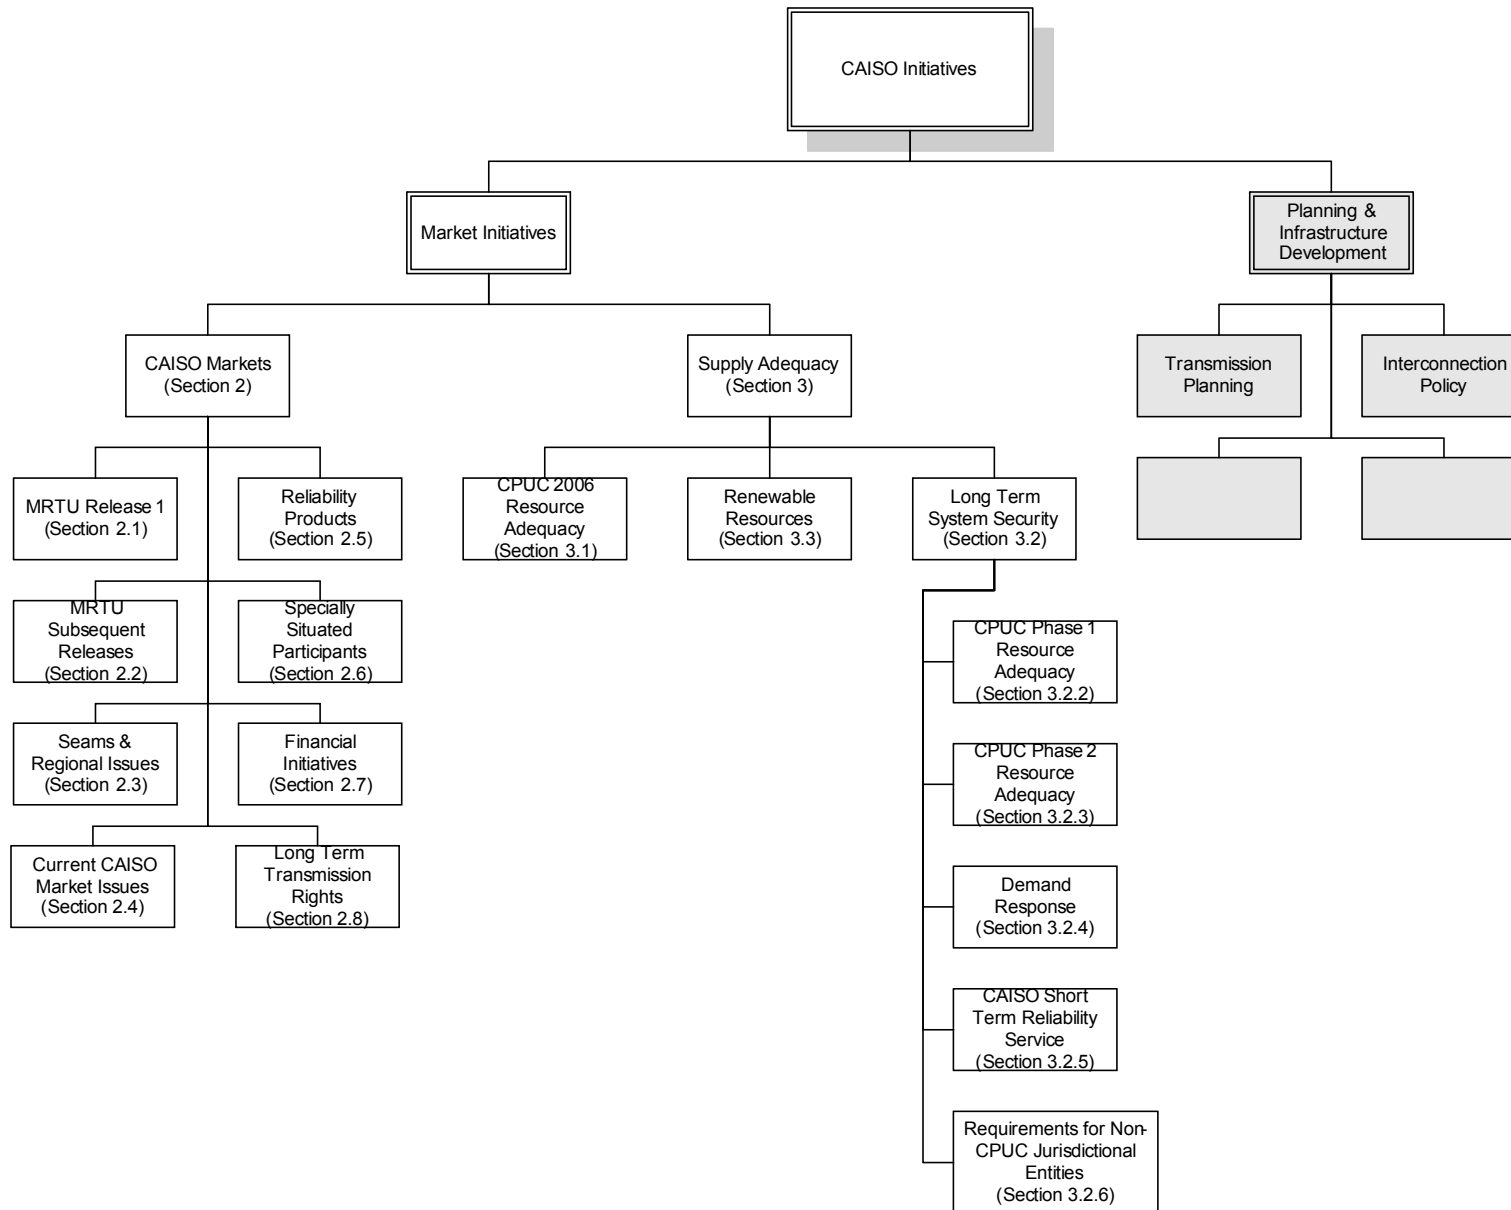 CAISO Initiatives
Market Initiatives
Planning &
Infrastructure
Development
CAISO Markets
(Section 2)
Supply Adequacy
(Section 3)
Transmission
Planning
Interconnection
Policy
MRTU Release 1
(Section 2.1)
Reliability
Products
(Section 2.5)
CPUC 2006
Resource
Adequacy
(Section 3.1)
Renewable
Resources
(Section 3.3)
Long Term
System Security
(Section 3.2)
MRTU
Subsequent
Releases
(Section 2.2)
Specially
Situated
Participants
(Section 2.6)
CPUC Phase 1
Resource
Adequacy
(Section 3.2.2)
Seams &
Regional Issues
(Section 2.3)
Financial
Initiatives
(Section 2.7)
CPUC Phase 2
Resource
Adequacy
(Section 3.2.3)
Current CAISO
Market Issues
(Section 2.4)
Long Term
Transmission
Rights
(Section 2.8)
Demand
Response
(Section 3.2.4)
CAISO Short
Term Reliability
Service
(Section 3.2.5)
Requirements for Non-
CPUC Jurisdictional
Entities
(Section 3.2.6)